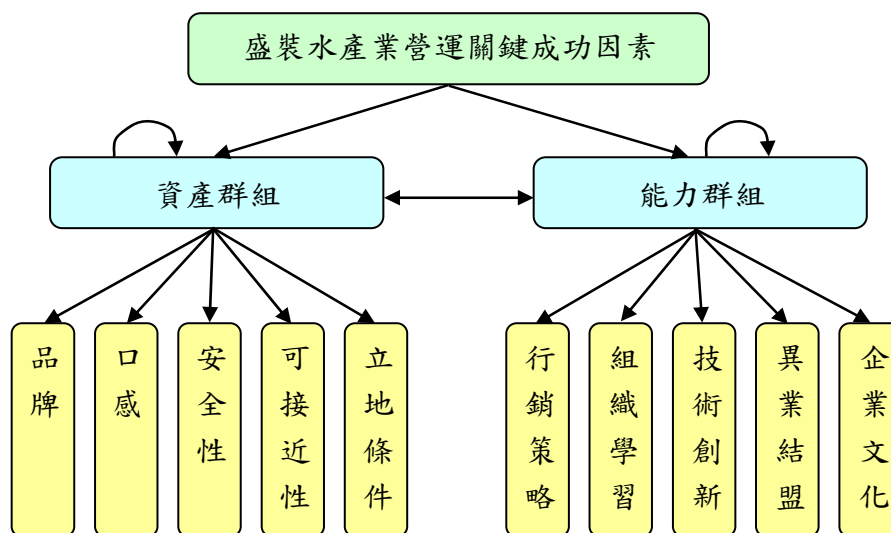 盛裝水產業營運關鍵成功因素
資產群組
能力群組
品牌
口感
安全性
可接近性
立地條件
行銷策略
組織學習
技術創新
異業結盟
企業文化